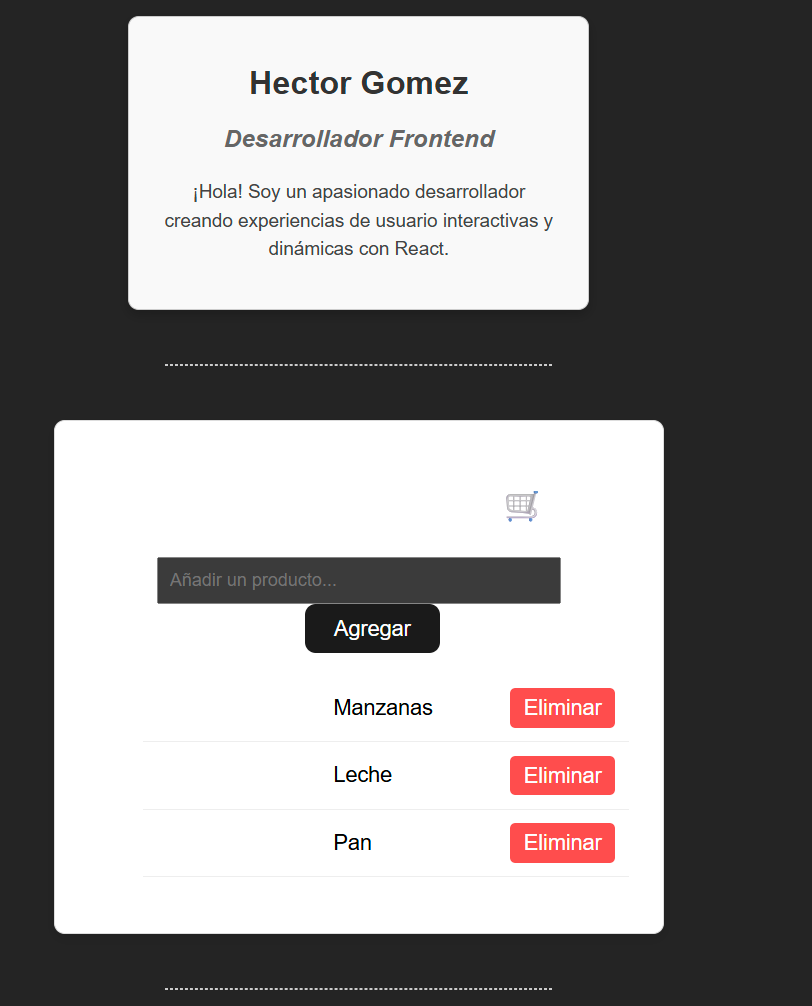 Hector Gomez
Desarrollador Frontend
¡Hola! Soy un apasionado desarrollador
creando experiencias de usuario interactivas y
dinámicas con React.
Añadir un producto...
Agregar
Manzanas Eliminar
Leche Eliminar
Pan Eliminar